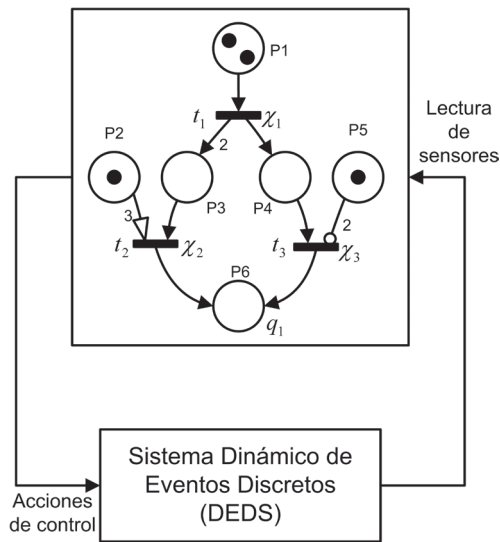 P1
t₁ χ₁
2
P2
P5
P3
P4
3
2
t₂ χ₂
t₃ χ₃
P6
q₁
Lectura
de
sensores
Sistema Dinámico de
Eventos Discretos
(DEDS)
Acciones
de control